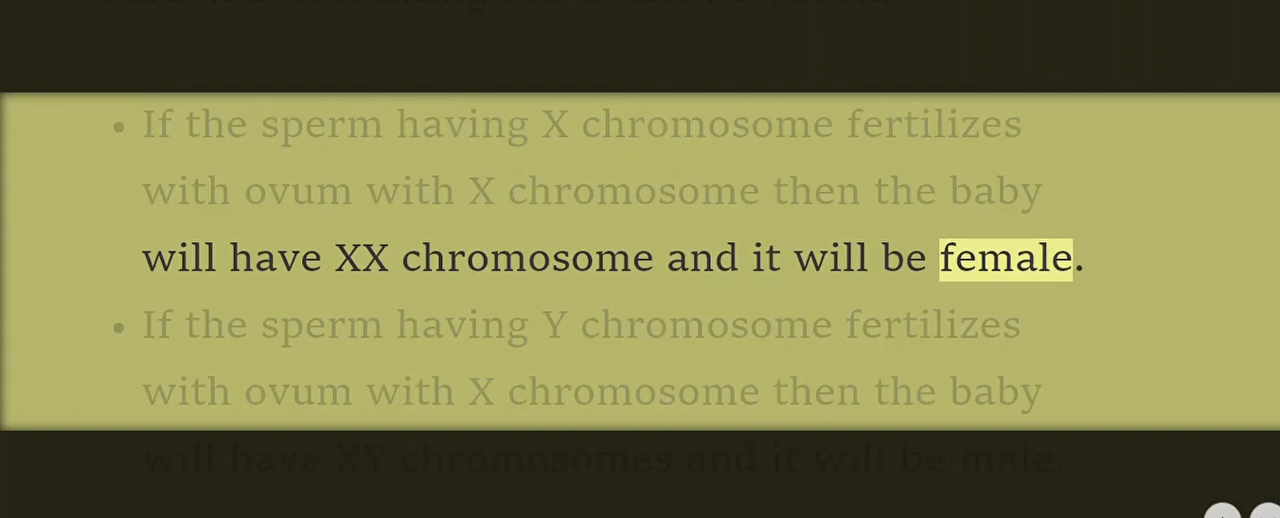 • If the sperm having X chromosome fertilizes
with ovum with X chromosome then the baby
will have XX chromosome and it will be female.
• If the sperm having Y chromosome fertilizes
with ovum with X chromosome then the baby
will have XY chromosomes and it will be male.